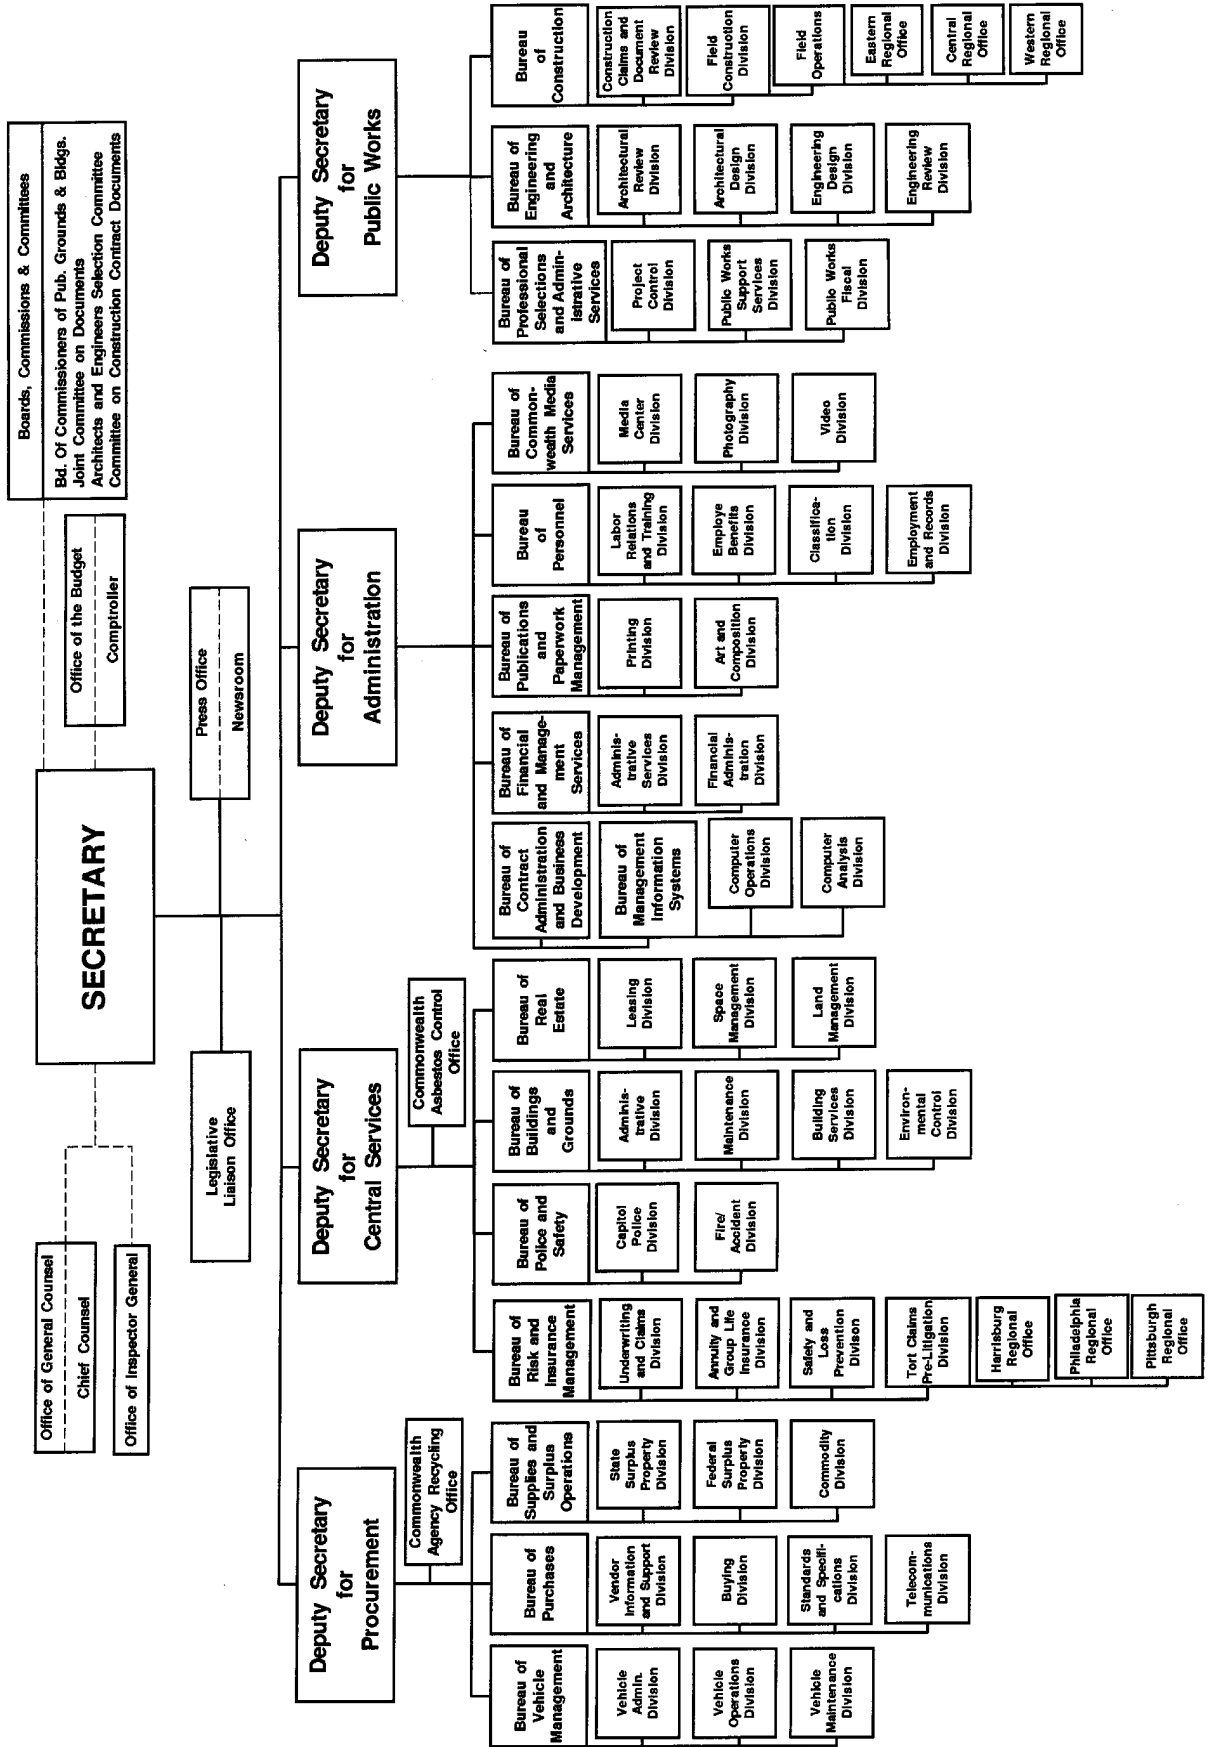 Boards, Commissions & Committees
Bd. Of Commissioners of Pub. Grounds & Bldgs.
Joint Committee on Documents
Architects and Engineers Selection Committee
Committee on Construction Contract Documents
Office of General Counsel
Chief Counsel
Office of Inspector General
SECRETARY
Office of the Budget
Comptroller
Legislative
Liaison Office
Press Office
Newsroom
Deputy Secretary
for
Procurement
Commonwealth
Agency Recycling
Office
Bureau of
Vehicle
Management
Vehicle
Admin.
Division
Vehicle
Operations
Division
Vehicle
Maintenance
Division
Bureau of
Purchases
Vendor
Information
and Support
Division
Buying
Division
Standards
and Specifi-
cations
Division
Telecom-
munications
Division
Bureau of
Supplies and
Surplus
Operations
State
Surplus
Property
Division
Federal
Surplus
Property
Division
Commodity
Division
Deputy Secretary
for
Central Services
Commonwealth
Asbestos Control
Office
Bureau of
Risk and
Insurance
Management
Underwriting
and Claims
Division
Annuity and
Group Life
Insurance
Division
Safety and
Loss
Prevention
Divison
Tort Claims
Pre-Litigation
Division
Harrisburg
Regional
Office
Philadelphia
Regional
Office
Pittsburgh
Regional
Office
Bureau of
Police and
Safety
Capitol
Police
Division
Fire/
Accident
Division
Bureau of
Buildings
and
Grounds
Adminis-
trative
Division
Maintenance
Division
Building
Services
Division
Environ-
mental
Control
Division
Bureau of
Real
Estate
Leasing
Division
Space
Management
Division
Land
Management
Division
Deputy Secretary
for
Administration
Bureau of
Contract
Administration
and Business
Development
Bureau of
Management
Information
Systems
Computer
Operations
Division
Computer
Analysis
Division
Bureau of
Financial
and Manage-
ment
Services
Adminis-
trative
Services
Division
Financial
Adminis-
tration
Division
Bureau of
Publications
and
Paperwork
Management
Printing
Division
Art and
Composition
Division
Bureau
of
Personnel
Labor
Relations
and Training
Division
Employe
Benefits
Division
Classifica-
tion
Division
Employment
and Records
Division
Bureau of
Common-
wealth Media
Services
Media
Center
Division
Photography
Division
Video
Division
Deputy Secretary
for
Public Works
Bureau of
Professional
Selections
and Admin-
istrative
Services
Project
Control
Division
Public Works
Support
Services
Division
Public Works
Fiscal
Division
Bureau of
Engineering
and
Architecture
Architectural
Review
Division
Architectural
Design
Division
Engineering
Design
Division
Engineering
Review
Division
Bureau
of
Construction
Construction
Claims and
Document
Review
Division
Field
Construction
Division
Field
Operations
Eastern
Regional
Office
Central
Regional
Office
Western
Regional
Office